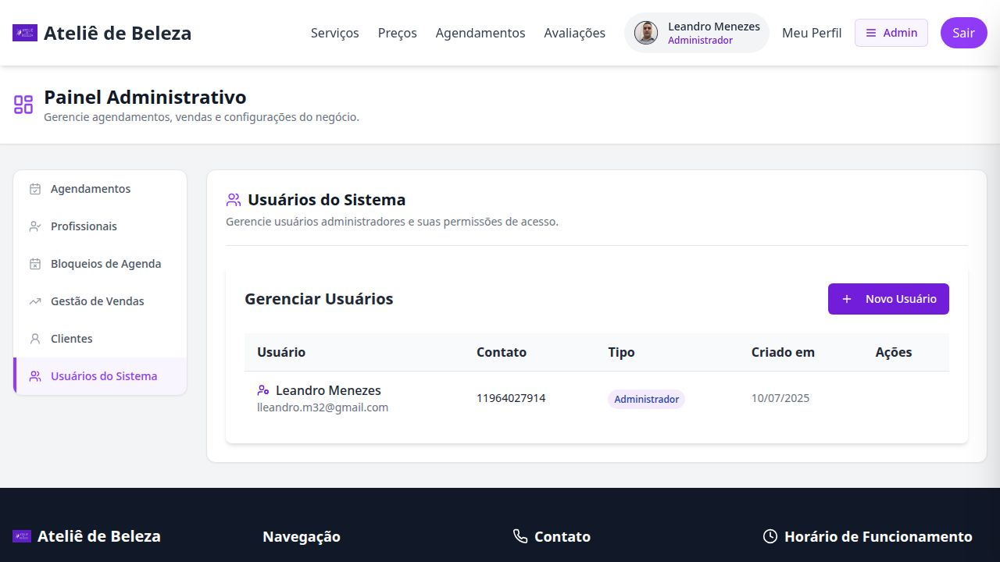 Ateliê de Beleza
Serviços
Preços
Agendamentos
Avaliações
Leandro Menezes
Administrador
Meu Perfil
Admin
Sair
Painel Administrativo
Gerencie agendamentos, vendas e configurações do negócio.
Agendamentos
Profissionais
Bloqueios de Agenda
Gestão de Vendas
Clientes
Usuários do Sistema
Usuários do Sistema
Gerencie usuários administradores e suas permissões de acesso.
Gerenciar Usuários
Novo Usuário
Usuário Contato Tipo Criado em Ações
Leandro Menezes
lleandro.m32@gmail.com
11964027914
Administrador
10/07/2025
Ateliê de Beleza
Navegação
Contato
Horário de Funcionamento